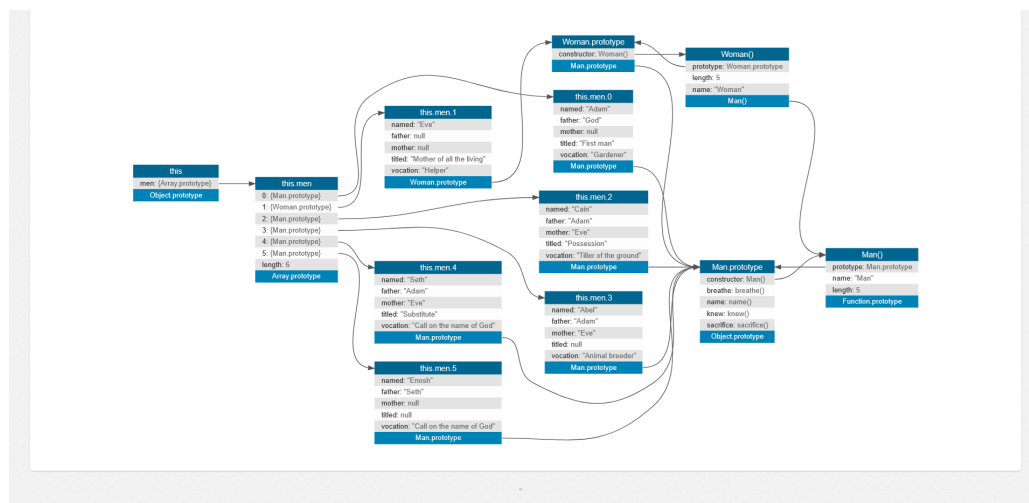 this
men: {Array.prototype}
Object.prototype
this.men
0: {Man.prototype}
1: {Woman.prototype}
2: {Man.prototype}
3: {Man.prototype}
4: {Man.prototype}
5: {Man.prototype}
length: 6
Array.prototype
this.men.1
named: "Eve"
father: null
mother: null
titled: "Mother of all the living"
vocation: "Helper"
Woman.prototype
this.men.4
named: "Seth"
father: "Adam"
mother: "Eve"
titled: "Substitute"
vocation: "Call on the name of God"
Man.prototype
this.men.5
named: "Enosh"
father: "Seth"
mother: null
titled: null
vocation: "Call on the name of God"
Man.prototype
Woman.prototype
constructor: Woman()
Man.prototype
this.men.0
named: "Adam"
father: "God"
mother: null
titled: "First man"
vocation: "Gardener"
Man.prototype
this.men.2
named: "Cain"
father: "Adam"
mother: "Eve"
titled: "Possession"
vocation: "Tiller of the ground"
Man.prototype
this.men.3
named: "Abel"
father: "Adam"
mother: "Eve"
titled: null
vocation: "Animal breeder"
Man.prototype
Woman()
prototype: Woman.prototype
length: 5
name: "Woman"
Man()
Man.prototype
constructor: Man()
breathe: breathe()
name: name()
knew: knew()
sacrifice: sacrifice()
Object.prototype
Man()
prototype: Man.prototype
name: "Man"
length: 5
Function.prototype